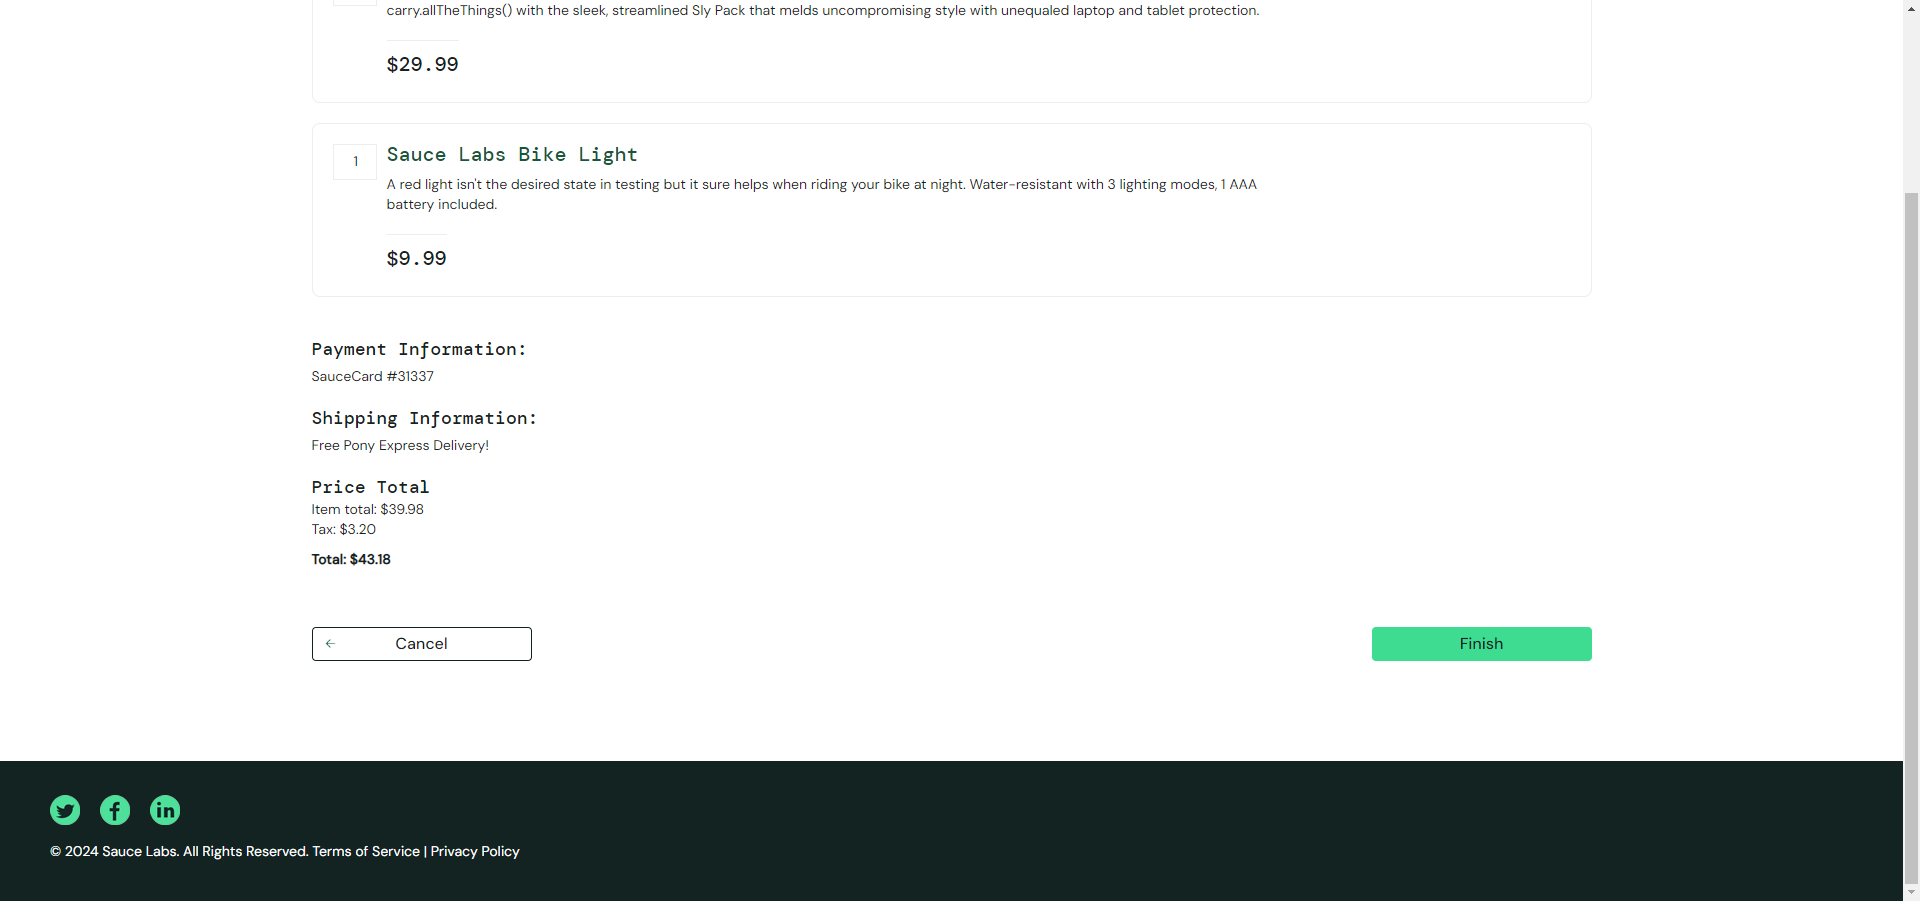 carry.allTheThings() with the sleek, streamlined Sly Pack that melds uncompromising style with unequaled laptop and tablet protection.
$29.99
1
Sauce Labs Bike Light
A red light isn't the desired state in testing but it sure helps when riding your bike at night. Water-resistant with 3 lighting modes, 1 AAA
battery included.
$9.99
Payment Information:
SauceCard #31337
Shipping Information:
Free Pony Express Delivery!
Price Total
Item total: $39.98
Tax: $3.20
Total: $43.18
Cancel
Finish
© 2024 Sauce Labs. All Rights Reserved. Terms of Service | Privacy Policy